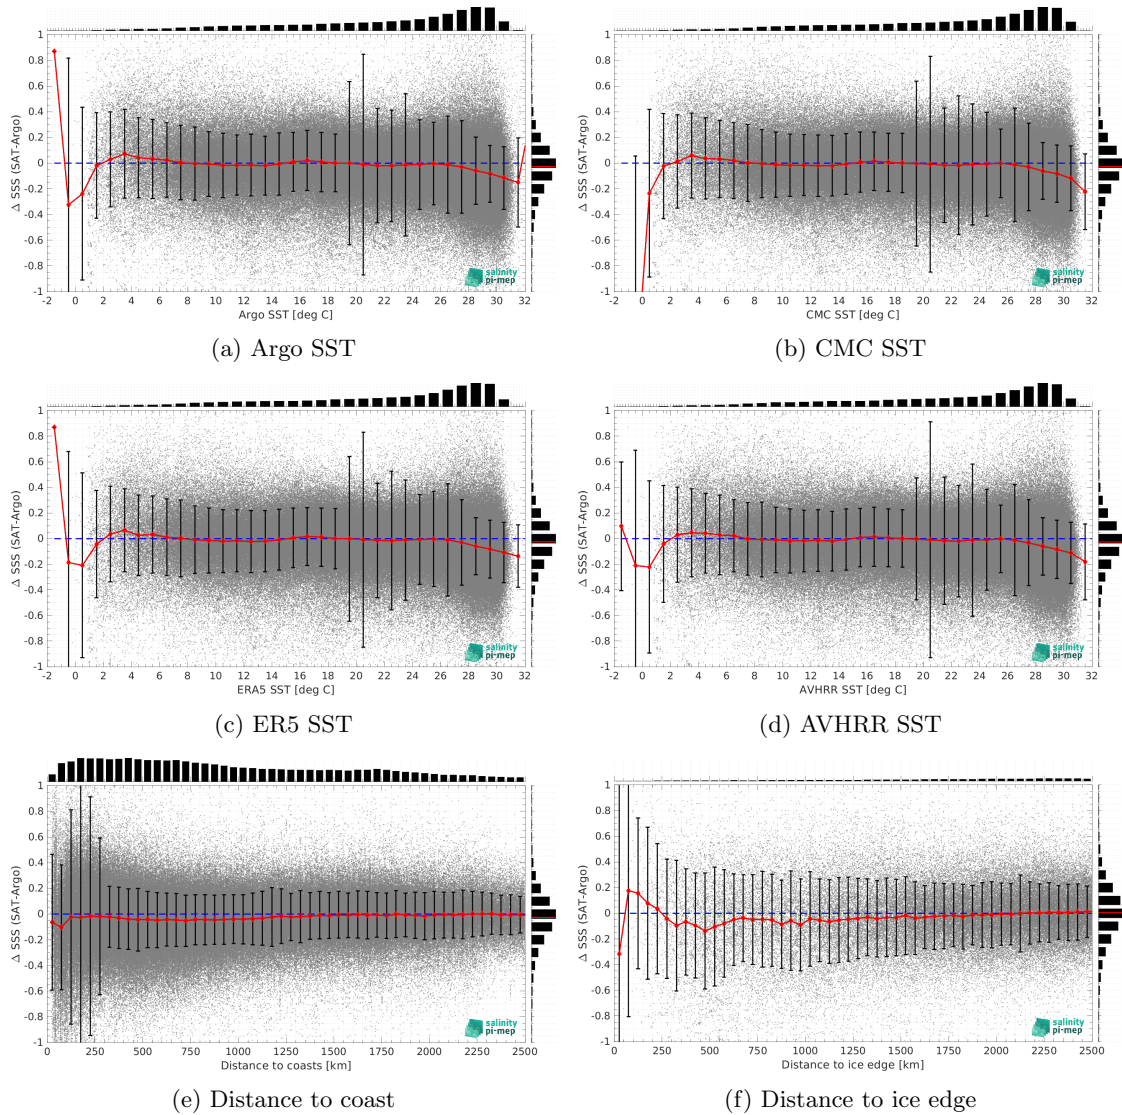 1
0.8
0.6
0.4
0.2
0
-0.2
-0.4
-0.6
-0.8
-1
Δ SSS (SAT-Argo)
salinity
pi-mep
-2 0 2 4 6 8 10 12 14 16 18 20 22 24 26 28 30 32
Argo SST [deg C]
(a) Argo SST
1
0.8
0.6
0.4
0.2
0
-0.2
-0.4
-0.6
-0.8
-1
Δ SSS (SAT-Argo)
salinity
pi-mep
-2 0 2 4 6 8 10 12 14 16 18 20 22 24 26 28 30 32
CMC SST [deg C]
(b) CMC SST
1
0.8
0.6
0.4
0.2
0
-0.2
-0.4
-0.6
-0.8
-1
Δ SSS (SAT-Argo)
salinity
pi-mep
-2 0 2 4 6 8 10 12 14 16 18 20 22 24 26 28 30 32
ERA5 SST [deg C]
(c) ER5 SST
1
0.8
0.6
0.4
0.2
0
-0.2
-0.4
-0.6
-0.8
-1
Δ SSS (SAT-Argo)
salinity
pi-mep
-2 0 2 4 6 8 10 12 14 16 18 20 22 24 26 28 30 32
AVHRR SST [deg C]
(d) AVHRR SST
1
0.8
0.6
0.4
0.2
0
-0.2
-0.4
-0.6
-0.8
-1
Δ SSS (SAT-Argo)
salinity
pi-mep
0 250 500 750 1000 1250 1500 1750 2000 2250 2500
Distance to coasts [km]
(e) Distance to coast
1
0.8
0.6
0.4
0.2
0
-0.2
-0.4
-0.6
-0.8
-1
Δ SSS (SAT-Argo)
salinity
pi-mep
0 250 500 750 1000 1250 1500 1750 2000 2250 2500
Distance to ice edge [km]
(f) Distance to ice edge